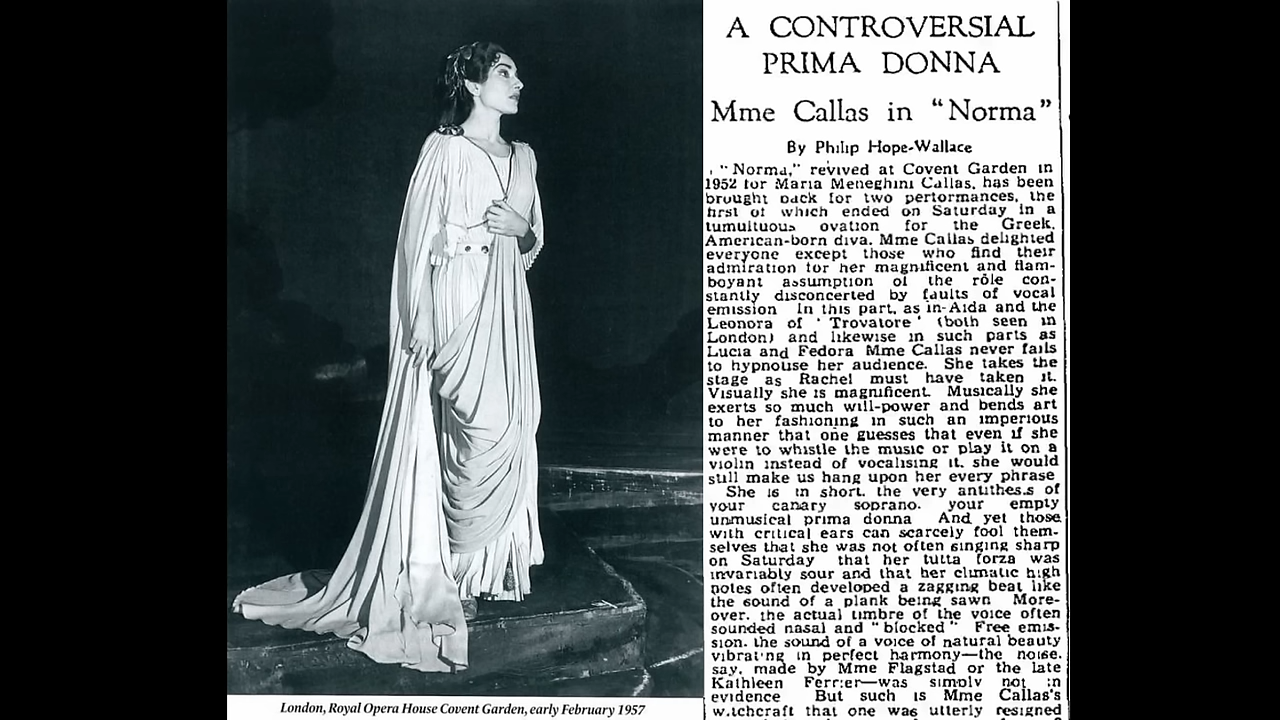 A CONTROVERSIAL
PRIMA DONNA
Mme Callas in "Norma"
By Philip Hope-Wallace
"Norma," revived at Covent Garden in
1952 for Maria Meneghini Callas, has been
brought back for two performances, the
first of which ended on Saturday in a
tumultuous ovation for the Greek,
American-born diva. Mme Callas delighted
everyone except those who find their
admiration for her magnificent and flam-
boyant assumption of the rôle con-
stantly disconcerted by faults of vocal
emission In this part, as in Aida and the
Leonora of 'Trovatore' (both seen in
London) and likewise in such parts as
Lucia and Fedora Mme Callas never fails
to hypnotise her audience. She takes the
stage as Rachel must have taken it.
Visually she is magnificent. Musically she
exerts so much will-power and bends art
to her fashioning in such an imperious
manner that one guesses that even if she
were to whistle the music or play it on a
violin instead of vocalising it, she would
still make us hang upon her every phrase
She is in short, the very antithesis of
your canary soprano, your empty
unmusical prima donna And yet those
with critical ears can scarcely fool them-
selves that she was not often singing sharp
on Saturday that her tutta forza was
invariably sour and that her climatic high
notes often developed a zagging beat like
the sound of a plank being sawn More-
over, the actual timbre of the voice often
sounded nasal and "blocked" Free emis-
sion, the sound of a voice of natural beauty
vibrating in perfect harmony—the noise,
say, made by Mme Flagstad or the late
Kathleen Ferrier—was simply not in
evidence But such is Mme Callas's
witchcraft that one was utterly resigned
London, Royal Opera House Covent Garden, early February 1957